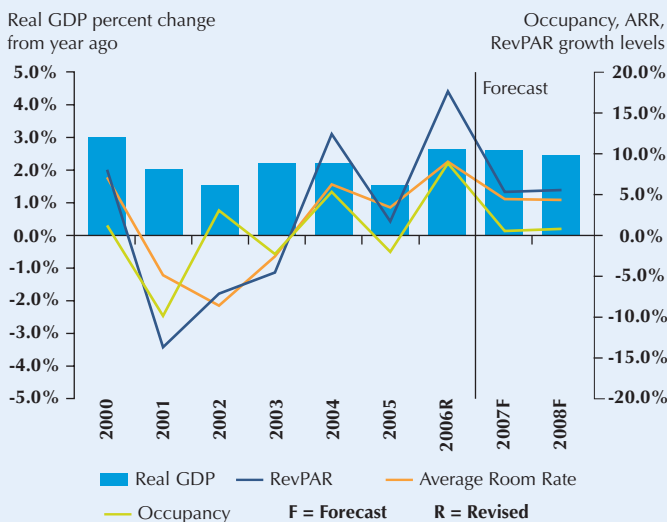 Real GDP percent change
from year ago
Occupancy, ARR,
RevPAR growth levels
5.0%
4.0%
3.0%
2.0%
1.0%
0.0%
-1.0%
-2.0%
-3.0%
-4.0%
-5.0%
Forecast
20.0%
15.0%
10.0%
5.0%
0.0%
-5.0%
-10.0%
-15.0%
-20.0%
2000
2001
2002
2003
2004
2005
2006R
2007F
2008F
Real GDP RevPAR Average Room Rate
Occupancy F = Forecast R = Revised